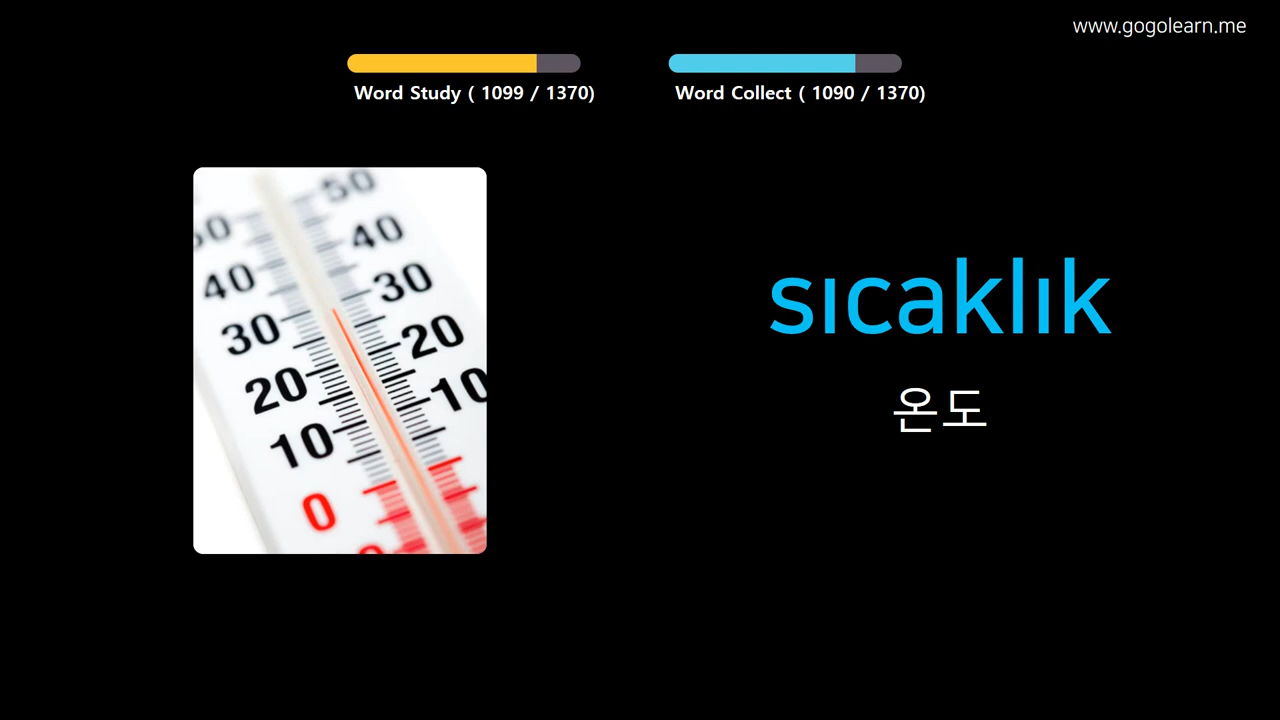 www.gogolearn.me
Word Study ( 1099 / 1370)
Word Collect ( 1090 / 1370)
50
40
30
20
10
40
30
20
10
0
sıcaklık
온도